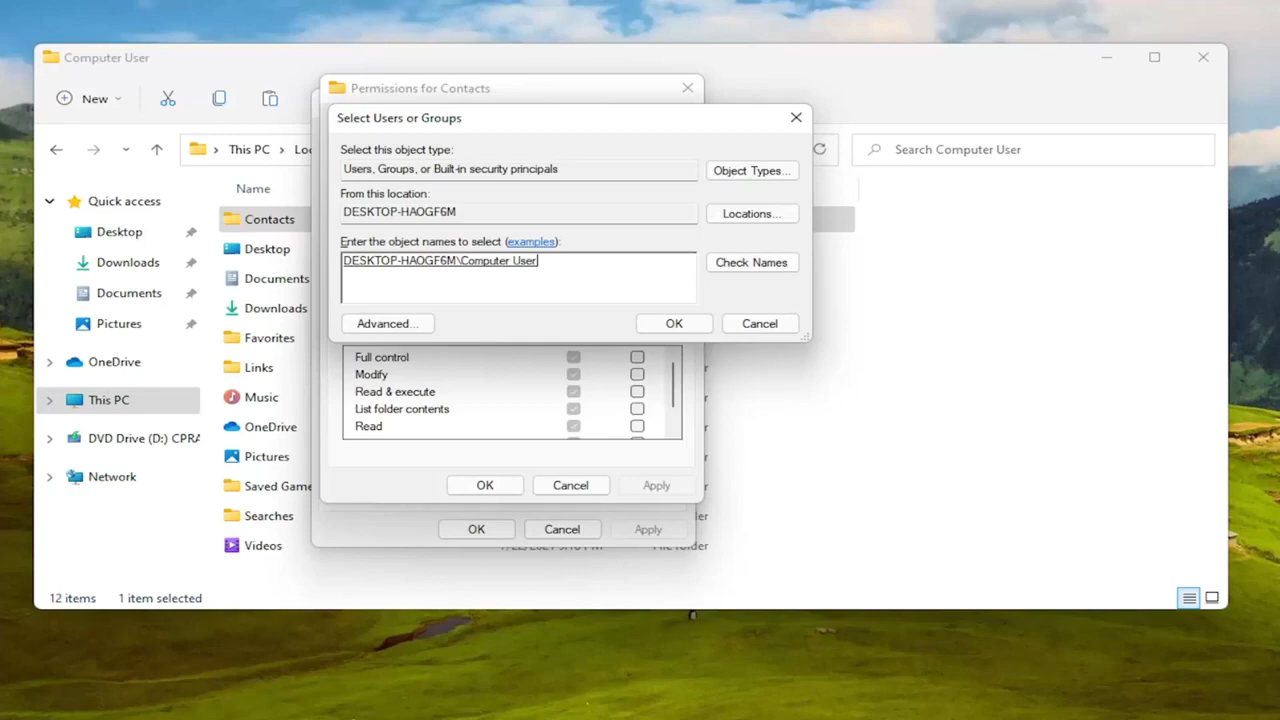 Computer User
New
This PC
Search Computer User
Permissions for Contacts
Select Users or Groups
Select this object type:
Users, Groups, or Built-in security principals
Object Types...
From this location:
DESKTOP-HAOGF6M
Locations...
Enter the object names to select (examples):
DESKTOP-HAOGF6M\Computer User
Check Names
Advanced...
OK
Cancel
Full control
Modify
Read & execute
List folder contents
Read
OK
Cancel
Apply
OK
Cancel
Apply
Quick access
Desktop
Downloads
Documents
Pictures
OneDrive
This PC
DVD Drive (D:) CPRA
Network
Name
Contacts
Desktop
Documents
Downloads
Favorites
Links
Music
OneDrive
Pictures
Saved Game
Searches
Videos
12 items
1 item selected